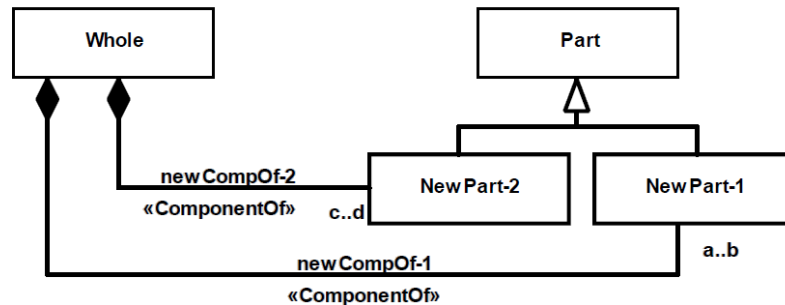 Whole
Part
newCompOf-2
NewPart-2
NewPart-1
«ComponentOf»
c..d
a..b
newCompOf-1
«ComponentOf»